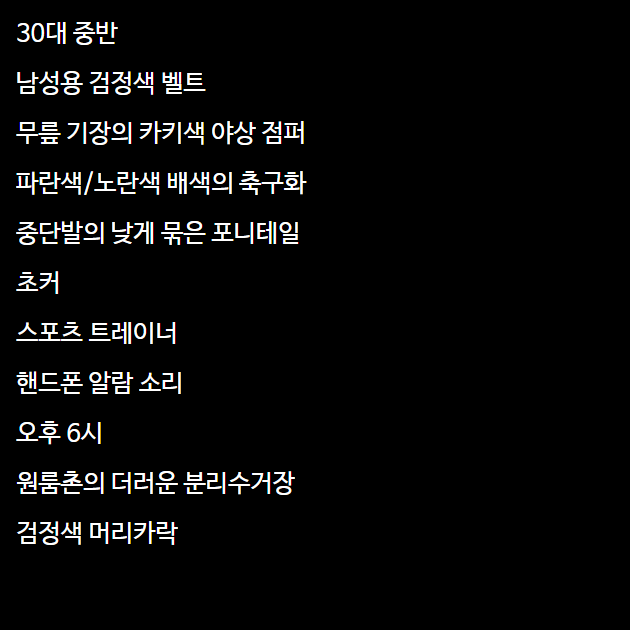 30대 중반
남성용 검정색 벨트
무릎 기장의 카키색 야상 점퍼
파란색/노란색 배색의 축구화
중단발의 낮게 묶은 포니테일
초커
스포츠 트레이너
핸드폰 알람 소리
오후 6시
원룸촌의 더러운 분리수거장
검정색 머리카락